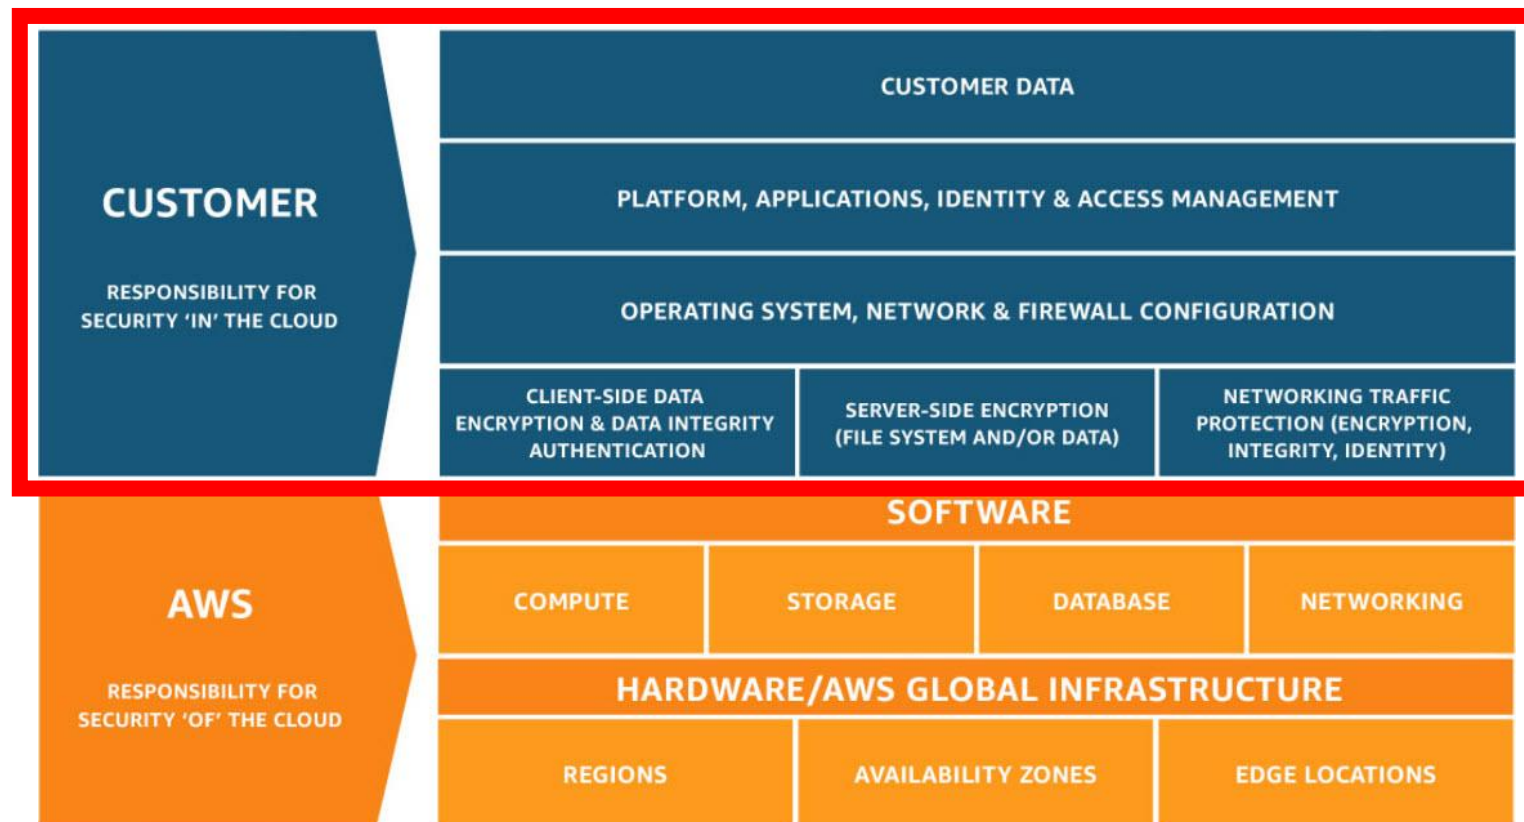 CUSTOMER
RESPONSIBILITY FOR
SECURITY ‘IN’ THE CLOUD
CUSTOMER DATA
PLATFORM, APPLICATIONS, IDENTITY & ACCESS MANAGEMENT
OPERATING SYSTEM, NETWORK & FIREWALL CONFIGURATION
CLIENT-SIDE DATA
ENCRYPTION & DATA INTEGRITY
AUTHENTICATION
SERVER-SIDE ENCRYPTION
(FILE SYSTEM AND/OR DATA)
NETWORKING TRAFFIC
PROTECTION (ENCRYPTION,
INTEGRITY, IDENTITY)
AWS
RESPONSIBILITY FOR
SECURITY ‘OF’ THE CLOUD
SOFTWARE
COMPUTE
STORAGE
DATABASE
NETWORKING
HARDWARE/AWS GLOBAL INFRASTRUCTURE
REGIONS
AVAILABILITY ZONES
EDGE LOCATIONS